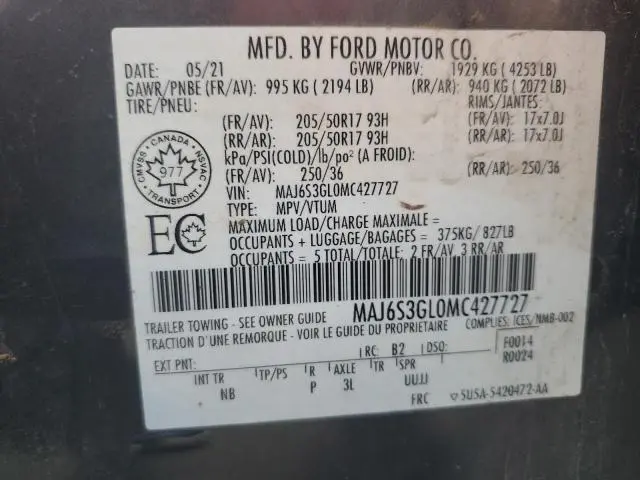 MFD. BY FORD MOTOR CO.
DATE: 05/21 GVWR/PNBV: 1929 KG ( 4253 LB)
GAWR/PNBE (FR/AV): 995 KG ( 2194 LB) (RR/AR): 940 KG ( 2072 LB)
TIRE/PNEU: RIMS/JANTES:
(FR/AV) 205/50R17 93H (FR/AV): 17x7.0J
(RR/AR) 205/50R17 93H (RR/AR): 17x7.0J
kPa/PSI(COLD)/lb/po² (A FROID):
(FR/AV) 250/36 (RR/AR): 250/36
VIN: MAJ6S3GL0MC427727
TYPE: MPV/VTUM
CANADA
CMVSS NSVAC
977
TRANSPORT
EC
MAXIMUM LOAD/CHARGE MAXIMALE =
OCCUPANTS + LUGGAGE/BAGAGES = 375KG/ 827LB
OCCUPANTS = 5 TOTAL/TOTALE: 2 FR/AV, 3 RR/AR
MAJ6S3GL0MC427727
TRAILER TOWING - SEE OWNER GUIDE COMPLIES: ICES/NMB-002
TRACTION D'UNE REMORQUE - VOIR LE GUIDE DU PROPRIETAIRE
EXT PNT: RC: B2 DSO: F0014
R0024
INT TR TP/PS R AXLE TR SPR
NB P 3L UUJJ
FRC 5U5A-5420472-AA